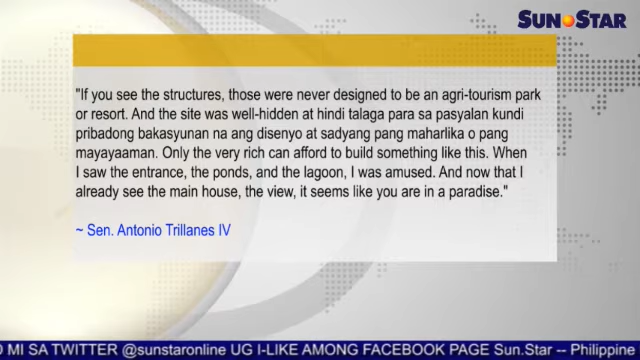 SUN STAR
"If you see the structures, those were never designed to be an agri-tourism park
or resort. And the site was well-hidden at hindi talaga para sa pasyalan kundi
pribadong bakasyunan na ang disenyo at sadyang pang maharlika o pang
mayayaaman. Only the very rich can afford to build something like this. When
I saw the entrance, the ponds, and the lagoon, I was amused. And now that I
already see the main house, the view, it seems like you are in a paradise."
~ Sen. Antonio Trillanes IV
O MI SA TWITTER @sunstaronline UG I-LIKE AMONG FACEBOOK PAGE Sun.Star -- Philippine